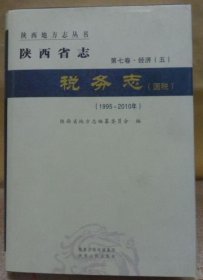 陕西地方志丛书
陕西省志
第七卷·经济(五)
税务志(国税)
(1995-2010年)
陕西省地方志编纂委员会 编